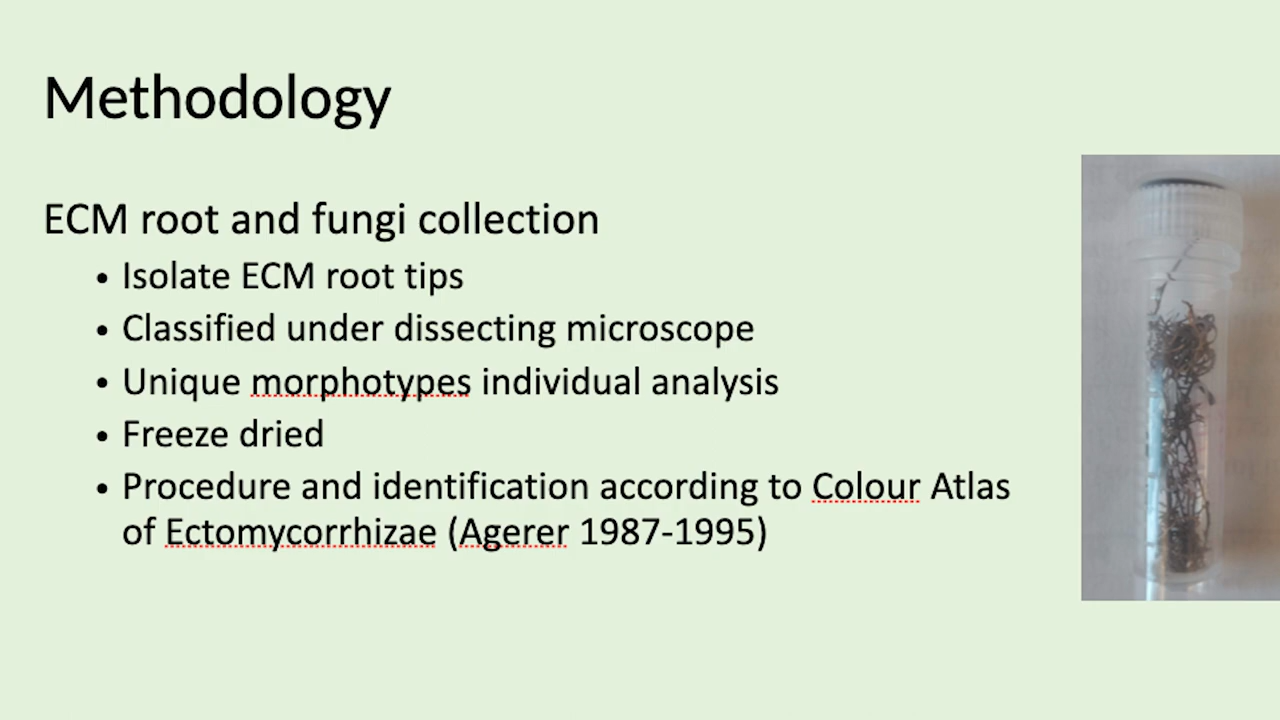 Methodology
ECM root and fungi collection
• Isolate ECM root tips
• Classified under dissecting microscope
• Unique morphotypes individual analysis
• Freeze dried
• Procedure and identification according to Colour Atlas
of Ectomycorrhizae (Agerer 1987-1995)